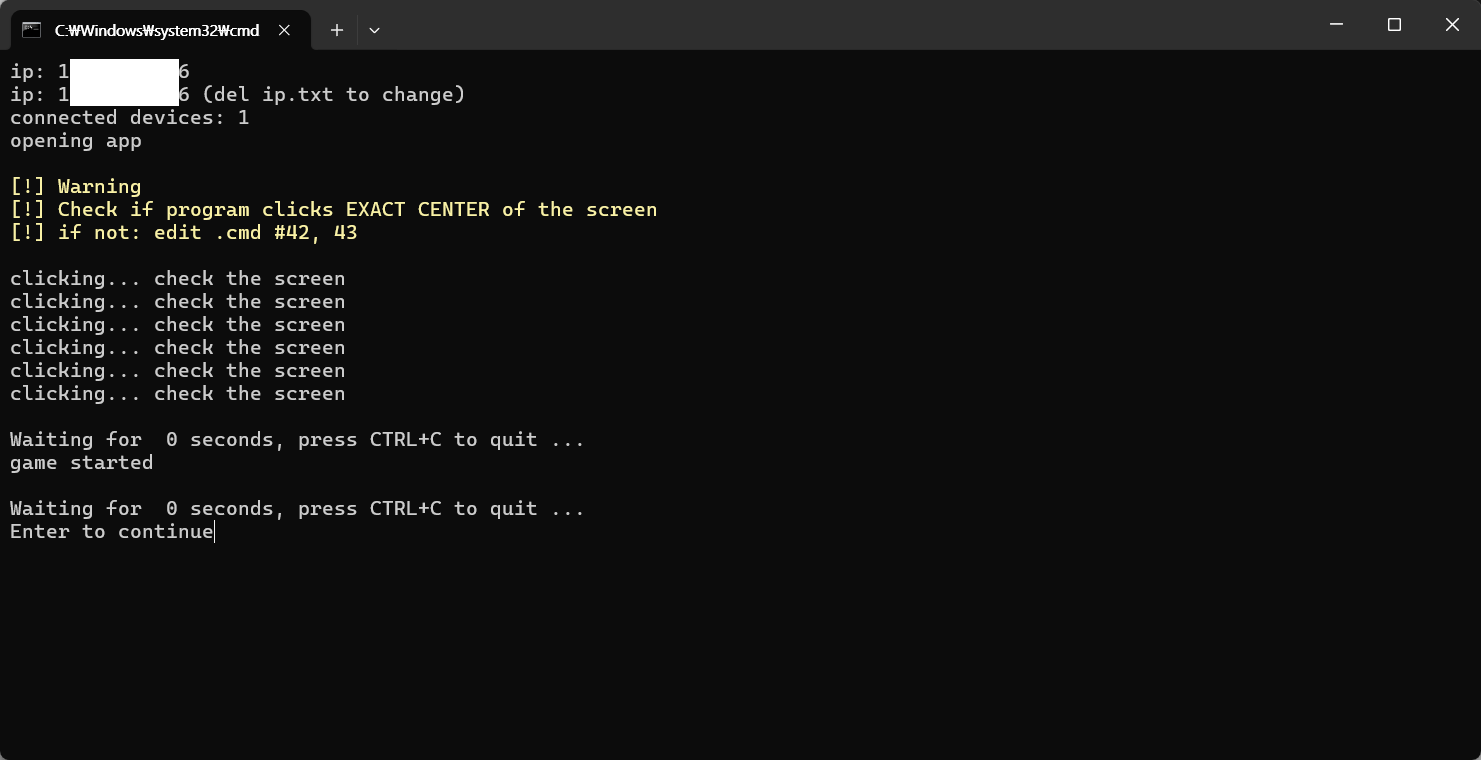 C:₩Windows₩system32₩cmd
ip: 1 6
ip: 1 6 (del ip.txt to change)
connected devices: 1
opening app
[!] Warning
[!] Check if program clicks EXACT CENTER of the screen
[!] if not: edit .cmd #42, 43
clicking... check the screen
clicking... check the screen
clicking... check the screen
clicking... check the screen
clicking... check the screen
clicking... check the screen
Waiting for  0 seconds, press CTRL+C to quit ...
game started
Waiting for  0 seconds, press CTRL+C to quit ...
Enter to continue